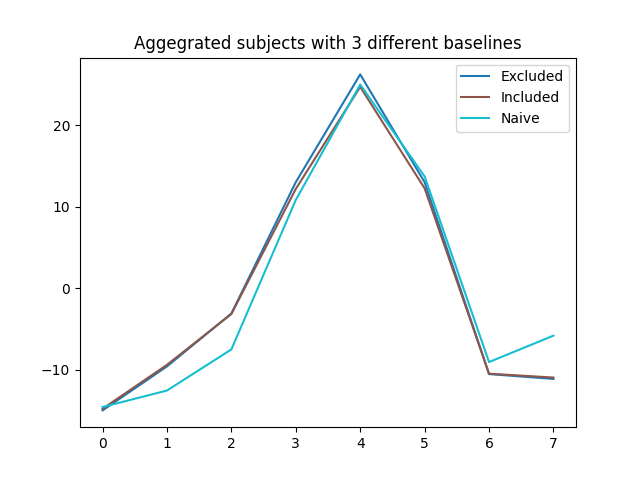 Aggegrated subjects with 3 different baselines
Excluded
Included
Naive
20
10
0
−10
0 1 2 3 4 5 6 7